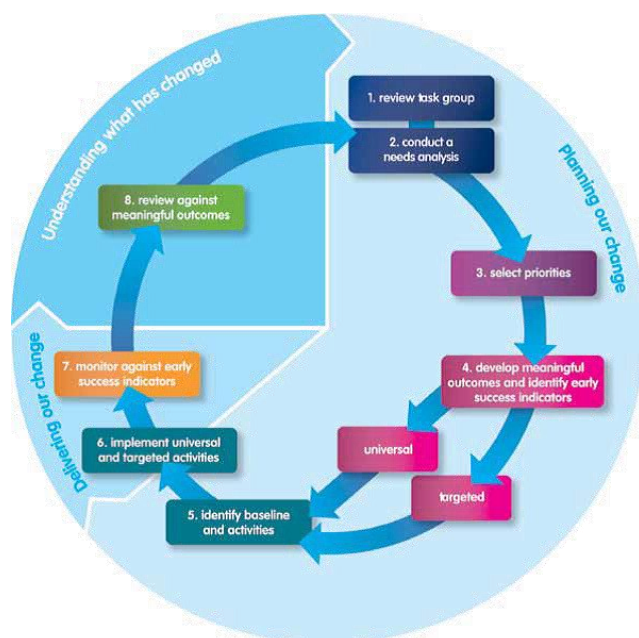 Understanding what has changed
Planning our change
Delivering our change
1. review task group
2. conduct a
needs analysis
3. select priorities
4. develop meaningful
outcomes and identify early
success indicators
universal
targeted
5. identify baseline
and activities
6. implement universal
and targeted activities
7. monitor against early
success indicators
8. review against
meaningful outcomes